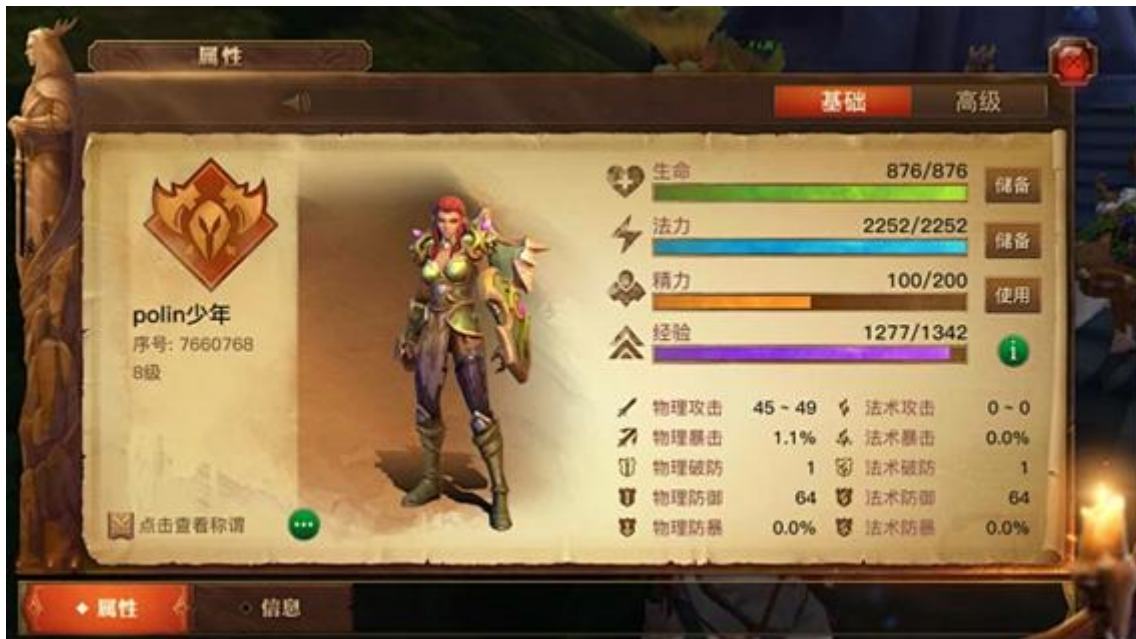 属性
基础 高级
生命 876/876 储备
法力 2252/2252 储备
精力 100/200 使用
经验 1277/1342
polin少年
序号: 7660768
8级
物理攻击 45 ~ 49 法术攻击 0 ~ 0
物理暴击 1.1% 法术暴击 0.0%
物理破防 1 法术破防 1
物理防御 64 法术防御 64
物理防暴 0.0% 法术防暴 0.0%
点击查看称谓
属性 信息